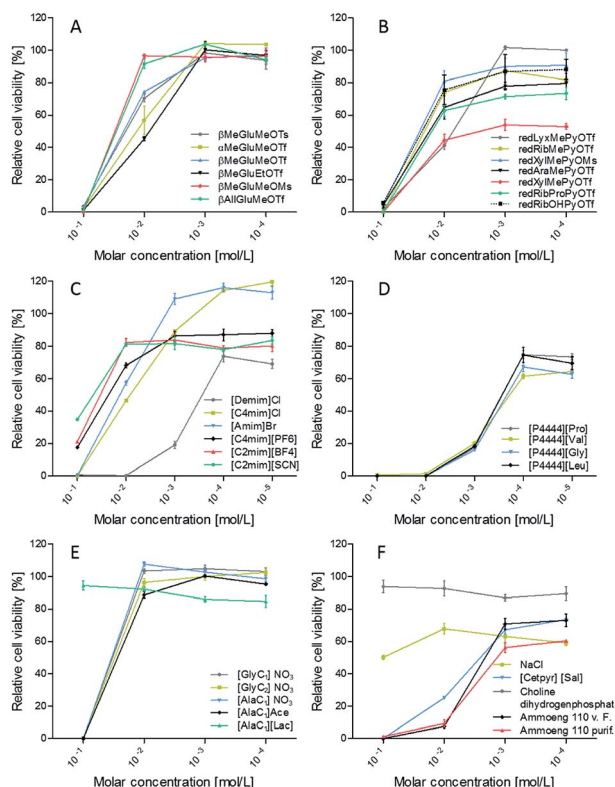 A
Relative cell viability [%]
120
100
80
60
40
20
0
βMeGluMeOTs
αMeGluMeOTf
βMeGluMeOTf
βMeGluEtOTf
βMeGluMeOMs
βAllGluMeOTf
10⁻¹ 10⁻² 10⁻³ 10⁻⁴
Molar concentration [mol/L]
B
Relative cell viability [%]
120
100
80
60
40
20
0
redLyxMePyOTf
redRibMePyOTf
redXylMePyOMs
redAraMePyOTf
redXylMePyOTf
redRibProPyOTf
redRibOHPyOTf
10⁻¹ 10⁻² 10⁻³ 10⁻⁴
Molar concentration [mol/L]
C
Relative cell viability [%]
120
100
80
60
40
20
0
[Demim]Cl
[C4mim]Cl
[Amim]Br
[C4mim][PF6]
[C2mim][BF4]
[C2mim][SCN]
10⁻¹ 10⁻² 10⁻³ 10⁻⁴ 10⁻⁵
Molar concentration [mol/L]
D
Relative cell viability [%]
120
100
80
60
40
20
0
[P4444][Pro]
[P4444][Val]
[P4444][Gly]
[P4444][Leu]
10⁻¹ 10⁻² 10⁻³ 10⁻⁴ 10⁻⁵
Molar concentration [mol/L]
E
Relative cell viability [%]
120
100
80
60
40
20
0
[GlyC₁] NO₃
[GlyC₂] NO₃
[AlaC₁] NO₃
[AlaC₁]Ace
[AlaC₁][Lac]
10⁻¹ 10⁻² 10⁻³ 10⁻⁴
Molar concentration [mol/L]
F
Relative cell viability [%]
120
100
80
60
40
20
0
NaCl
[Cetpyr] [Sal]
Choline
dihydrogenphosphat
Ammoeng 110 v. F.
Ammoeng 110 purif.
10⁻¹ 10⁻² 10⁻³ 10⁻⁴
Molar concentration [mol/L]